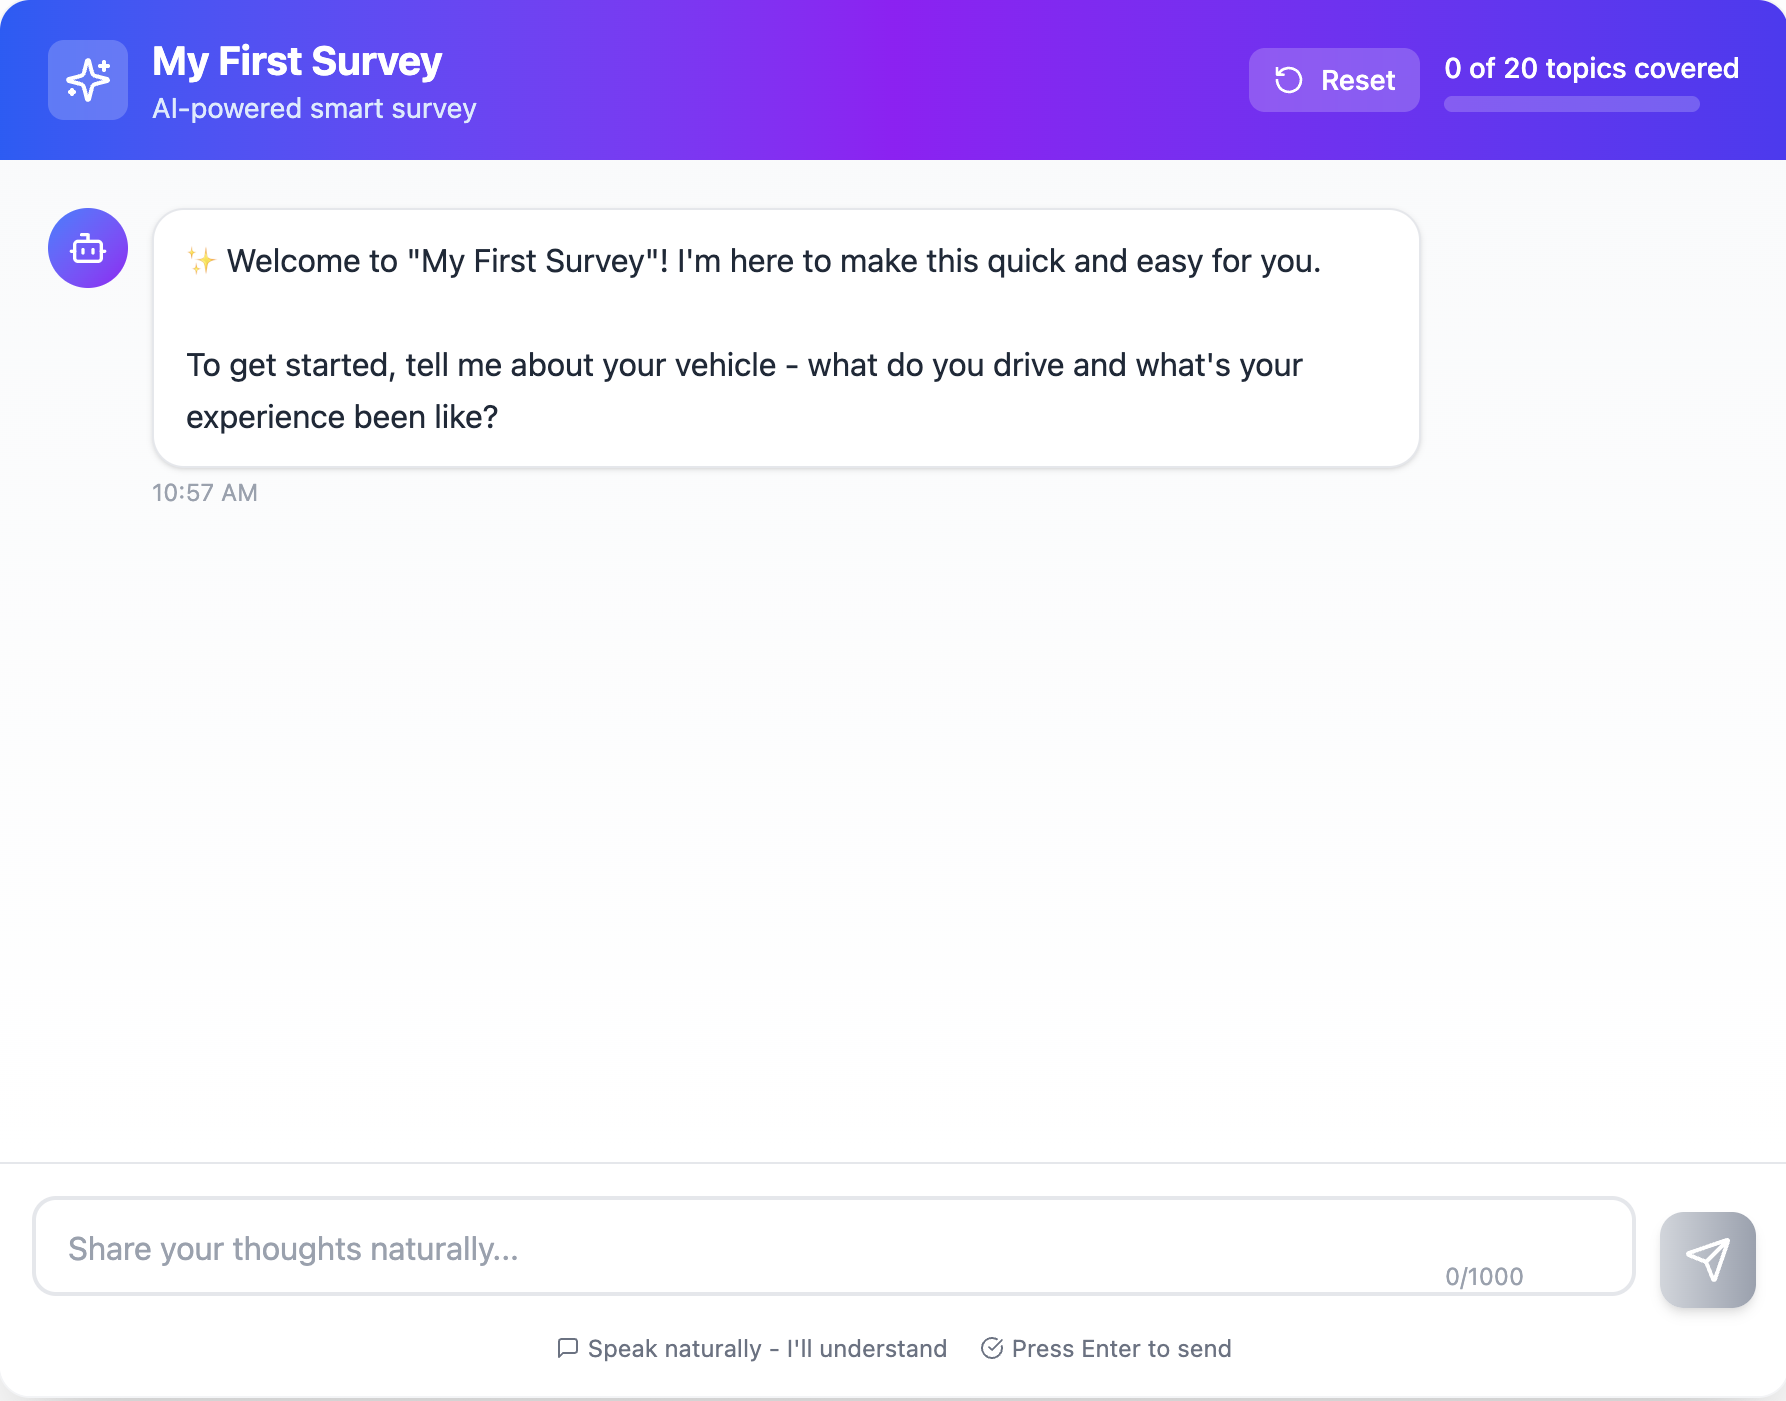 My First Survey
AI-powered smart survey
Reset
0 of 20 topics covered
✨ Welcome to "My First Survey"! I'm here to make this quick and easy for you.
To get started, tell me about your vehicle - what do you drive and what's your
experience been like?
10:57 AM
Share your thoughts naturally...
0/1000
Speak naturally - I'll understand
Press Enter to send